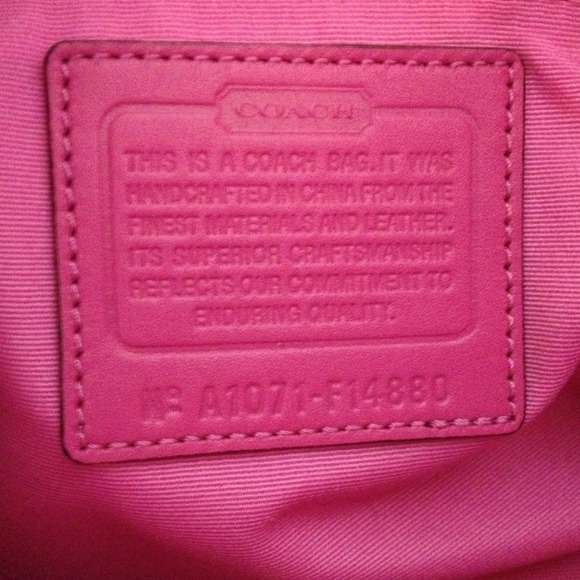 COACH
THIS IS A COACH BAG. IT WAS
HANDCRAFTED IN CHINA FROM THE
FINEST MATERIALS AND LEATHER.
ITS SUPERIOR CRAFTSMANSHIP
REFLECTS OUR COMMITMENT TO
ENDURING QUALITY.
Nº A1071-F14880